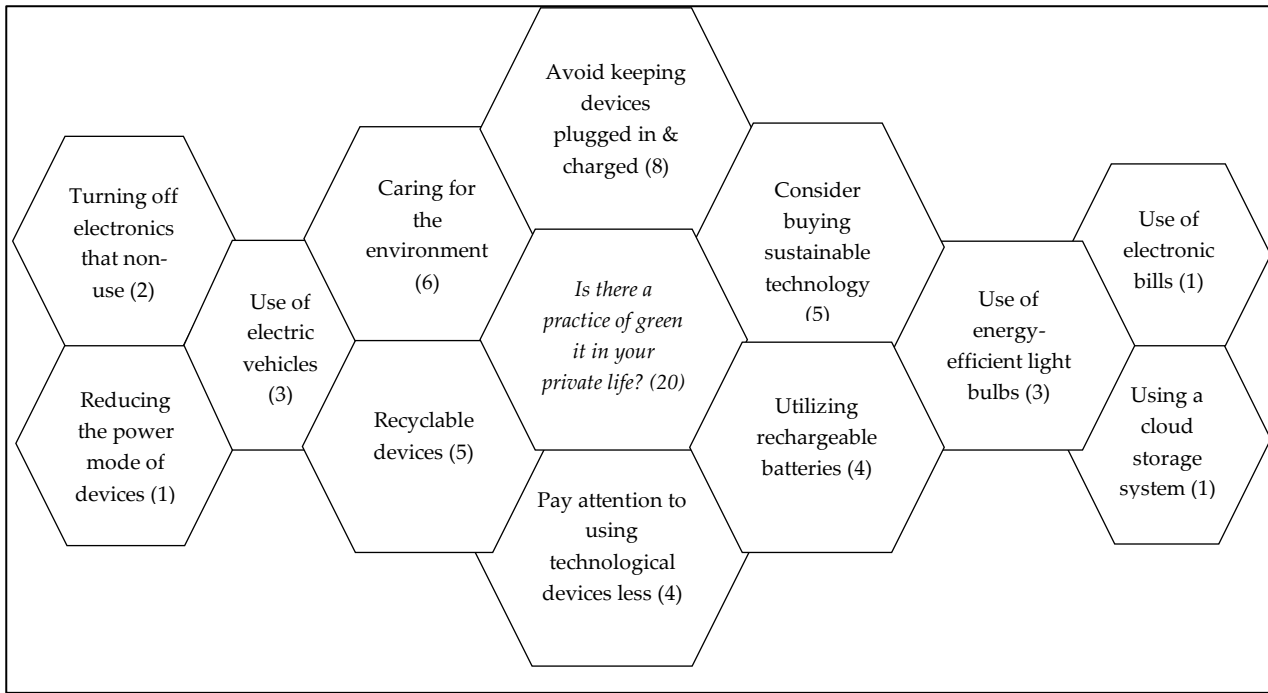 Avoid keeping
devices
plugged in &
charged (8)
Turning off
electronics
that non-
use (2)
Caring for
the
environment
(6)
Consider
buying
sustainable
technology
(5)
Use of
electronic
bills (1)
Use of
electric
vehicles
(3)
Is there a
practice of green
it in your
private life? (20)
Use of
energy-
efficient light
bulbs (3)
Reducing
the power
mode of
devices (1)
Recyclable
devices (5)
Utilizing
rechargeable
batteries (4)
Using a
cloud
storage
system (1)
Pay attention to
using
technological
devices less (4)